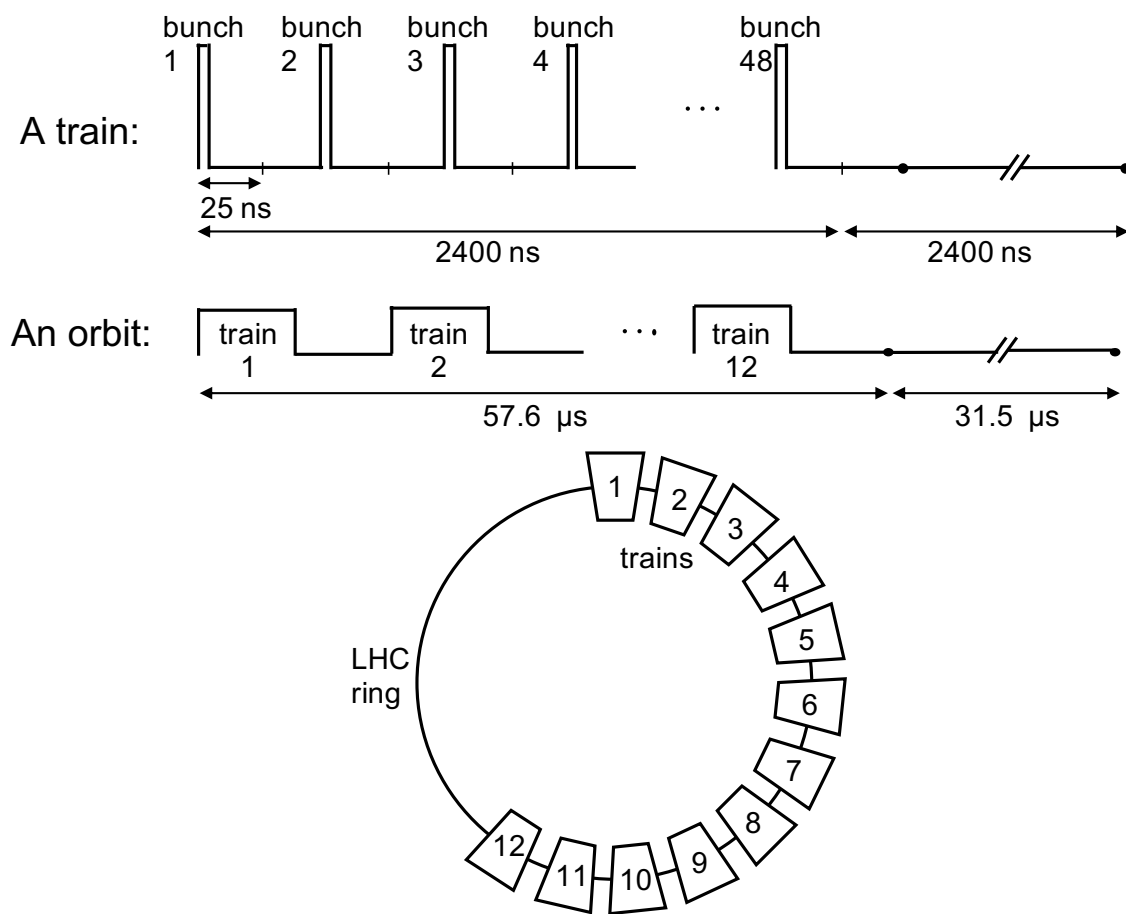 bunch bunch bunch bunch bunch
1 2 3 4 48
...
A train:
25 ns
2400 ns 2400 ns
An orbit:
train train ... train
1 2 12
57.6 µs 31.5 µs
1
2
3
trains
4
5
LHC
ring
6
7
8
9
10
11
12